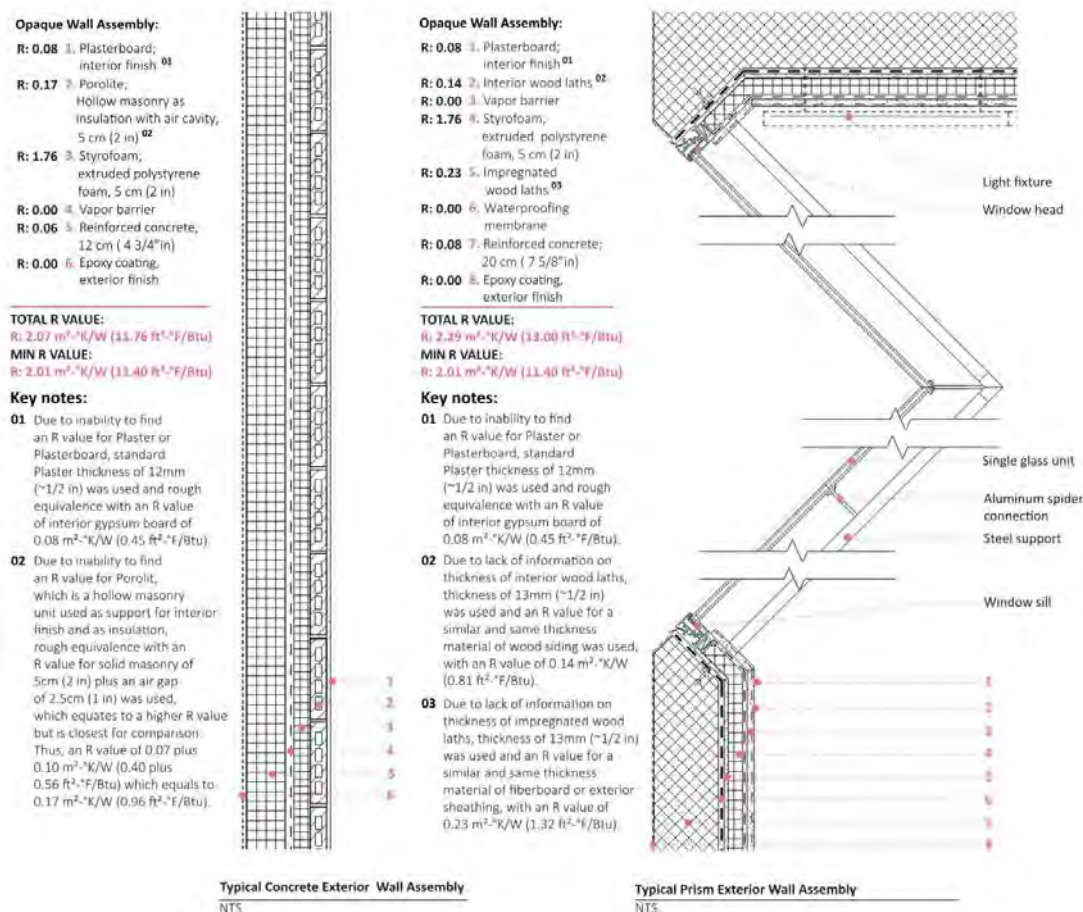 Opaque Wall Assembly:
R: 0.08 1. Plasterboard;
interior finish 01
R: 0.17 2. Porolite;
Hollow masonry as
insulation with air cavity,
5 cm (2 in) 02
R: 1.76 3. Styrofoam;
extruded polystyrene
foam, 5 cm (2 in)
R: 0.00 4. Vapor barrier
R: 0.06 5. Reinforced concrete,
12 cm ( 4 3/4"in)
R: 0.00 6. Epoxy coating,
exterior finish
TOTAL R VALUE:
R: 2.07 m²-°K/W (11.76 ft²-°F/Btu)
MIN R VALUE:
R: 2.01 m²-°K/W (11.40 ft²-°F/Btu)
Key notes:
01 Due to inability to find
an R value for Plaster or
Plasterboard, standard
Plaster thickness of 12mm
(~1/2 in) was used and rough
equivalence with an R value
of interior gypsum board of
0.08 m²-°K/W (0.45 ft²-°F/Btu).
02 Due to inability to find
an R value for Porolit,
which is a hollow masonry
unit used as support for interior
finish and as insulation,
rough equivalence with an
R value for solid masonry of
5cm (2 in) plus an air gap
of 2.5cm (1 in) was used,
which equates to a higher R value
but is closest for comparison.
Thus, an R value of 0.07 plus
0.10 m²-°K/W (0.40 plus
0.56 ft²-°F/Btu) which equals to
0.17 m²-°K/W (0.96 ft²-°F/Btu).
1
2
3
4
5
6
Typical Concrete Exterior Wall Assembly
NTS
Opaque Wall Assembly:
R: 0.08 1. Plasterboard;
interior finish 01
R: 0.14 2. Interior wood laths 02
R: 0.00 3. Vapor barrier
R: 1.76 4. Styrofoam;
extruded polystyrene
foam, 5 cm (2 in)
R: 0.23 5. Impregnated
wood laths 03
R: 0.00 6. Waterproofing
membrane
R: 0.08 7. Reinforced concrete;
20 cm ( 7 5/8"in)
R: 0.00 8. Epoxy coating,
exterior finish
TOTAL R VALUE:
R: 2.29 m²-°K/W (13.00 ft²-°F/Btu)
MIN R VALUE:
R: 2.01 m²-°K/W (11.40 ft²-°F/Btu)
Key notes:
01 Due to inability to find
an R value for Plaster or
Plasterboard, standard
Plaster thickness of 12mm
(~1/2 in) was used and rough
equivalence with an R value
of interior gypsum board of
0.08 m²-°K/W (0.45 ft²-°F/Btu).
02 Due to lack of information on
thickness of interior wood laths,
thickness of 13mm (~1/2 in)
was used and an R value for a
similar and same thickness
material of wood siding was used,
with an R value of 0.14 m²-°K/W
(0.81 ft²-°F/Btu).
03 Due to lack of information on
thickness of impregnated wood
laths, thickness of 13mm (~1/2 in)
was used and an R value for a
similar and same thickness
material of fiberboard or exterior
sheathing, with an R value of
0.23 m²-°K/W (1.32 ft²-°F/Btu).
Light fixture
Window head
Single glass unit
Aluminum spider
connection
Steel support
Window sill
1
2
3
4
5
6
7
8
Typical Prism Exterior Wall Assembly
NTS